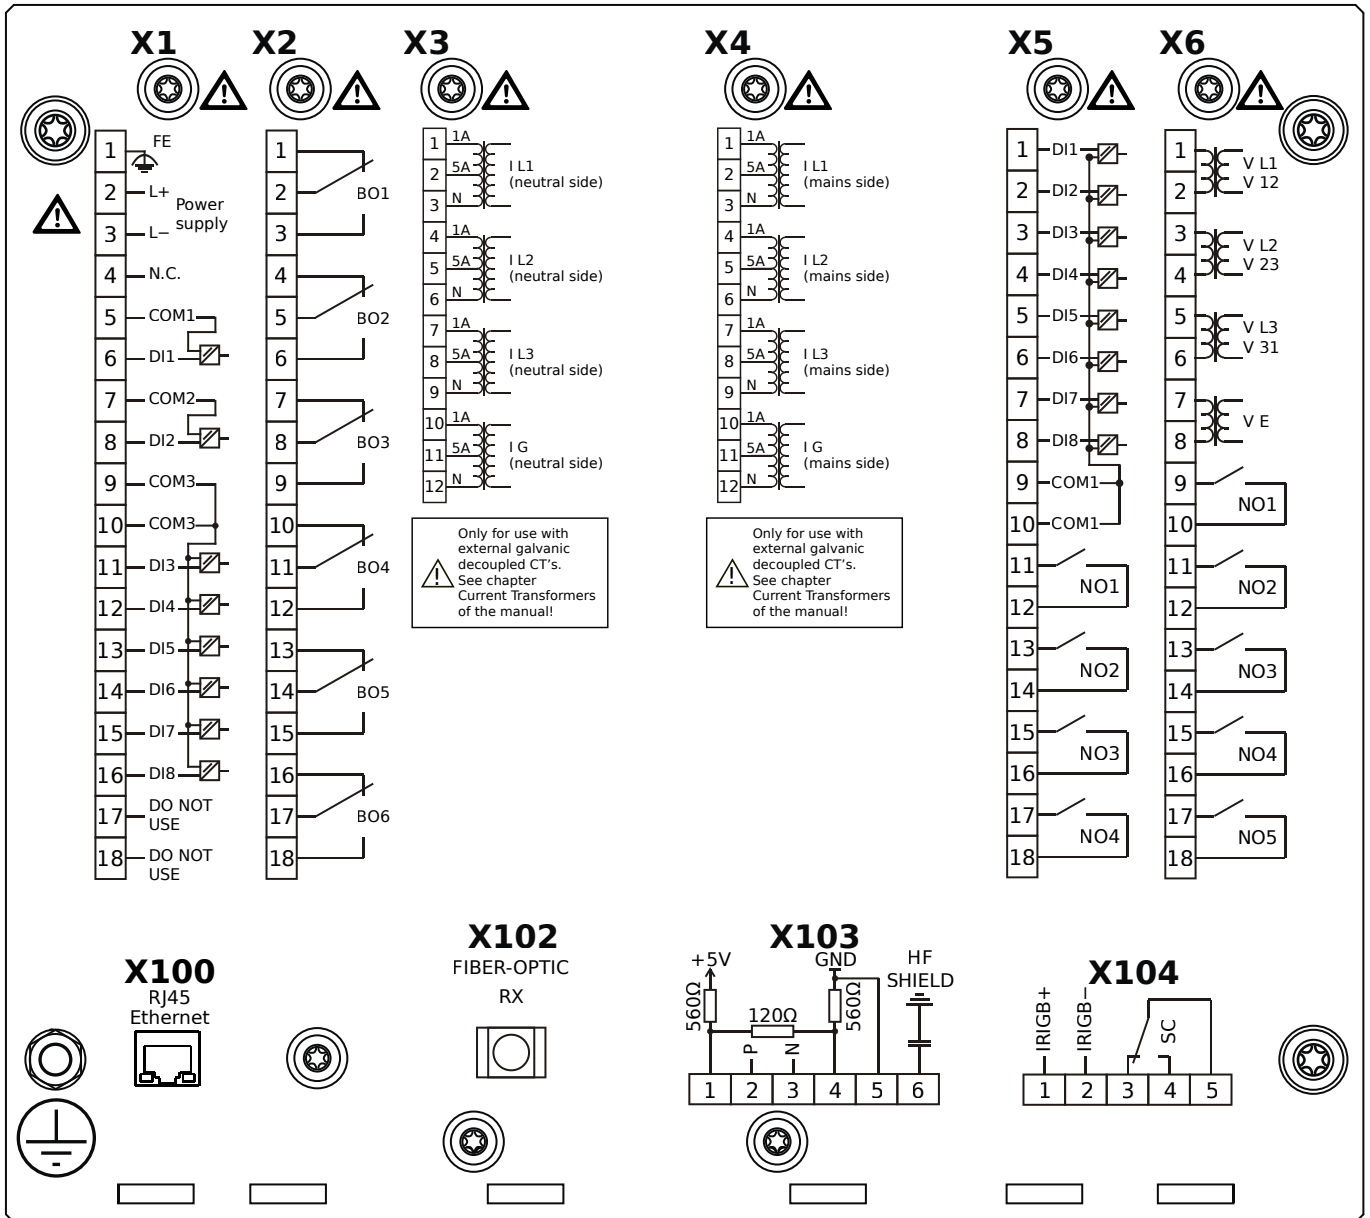 X1 X2 X3 X4 X5 X6
1 FE
2 L+
Power
supply
3 L−
4 N.C.
5 COM1
6 DI1
7 COM2
8 DI2
9 COM3
10 COM3
11 DI3
12 DI4
13 DI5
14 DI6
15 DI7
16 DI8
17 DO NOT
USE
18 DO NOT
USE
1
2 BO1
3
4
5 BO2
6
7
8 BO3
9
10
11 BO4
12
13
14 BO5
15
16
17 BO6
18
1 1A
2 5A
3 N
I L1
(neutral side)
4 1A
5 5A
6 N
I L2
(neutral side)
7 1A
8 5A
9 N
I L3
(neutral side)
10 1A
11 5A
12 N
I G
(neutral side)
Only for use with
external galvanic
decoupled CT’s.
See chapter
Current Transformers
of the manual!
1 1A
2 5A
3 N
I L1
(mains side)
4 1A
5 5A
6 N
I L2
(mains side)
7 1A
8 5A
9 N
I L3
(mains side)
10 1A
11 5A
12 N
I G
(mains side)
Only for use with
external galvanic
decoupled CT’s.
See chapter
Current Transformers
of the manual!
1 DI1
2 DI2
3 DI3
4 DI4
5 DI5
6 DI6
7 DI7
8 DI8
9 COM1
10 COM1
11
NO1
12
13
NO2
14
15
NO3
16
17
NO4
18
1 V L1
2 V 12
3 V L2
4 V 23
5 V L3
6 V 31
7
V E
8
9
NO1
10
11
NO2
12
13
NO3
14
15
NO4
16
17
NO5
18
X100
RJ45
Ethernet
X102
FIBER-OPTIC
RX
X103
+5V GND HF
SHIELD
560Ω 120Ω 560Ω
P N
1 2 3 4 5 6
X104
IRIGB+ IRIGB− SC
1 2 3 4 5